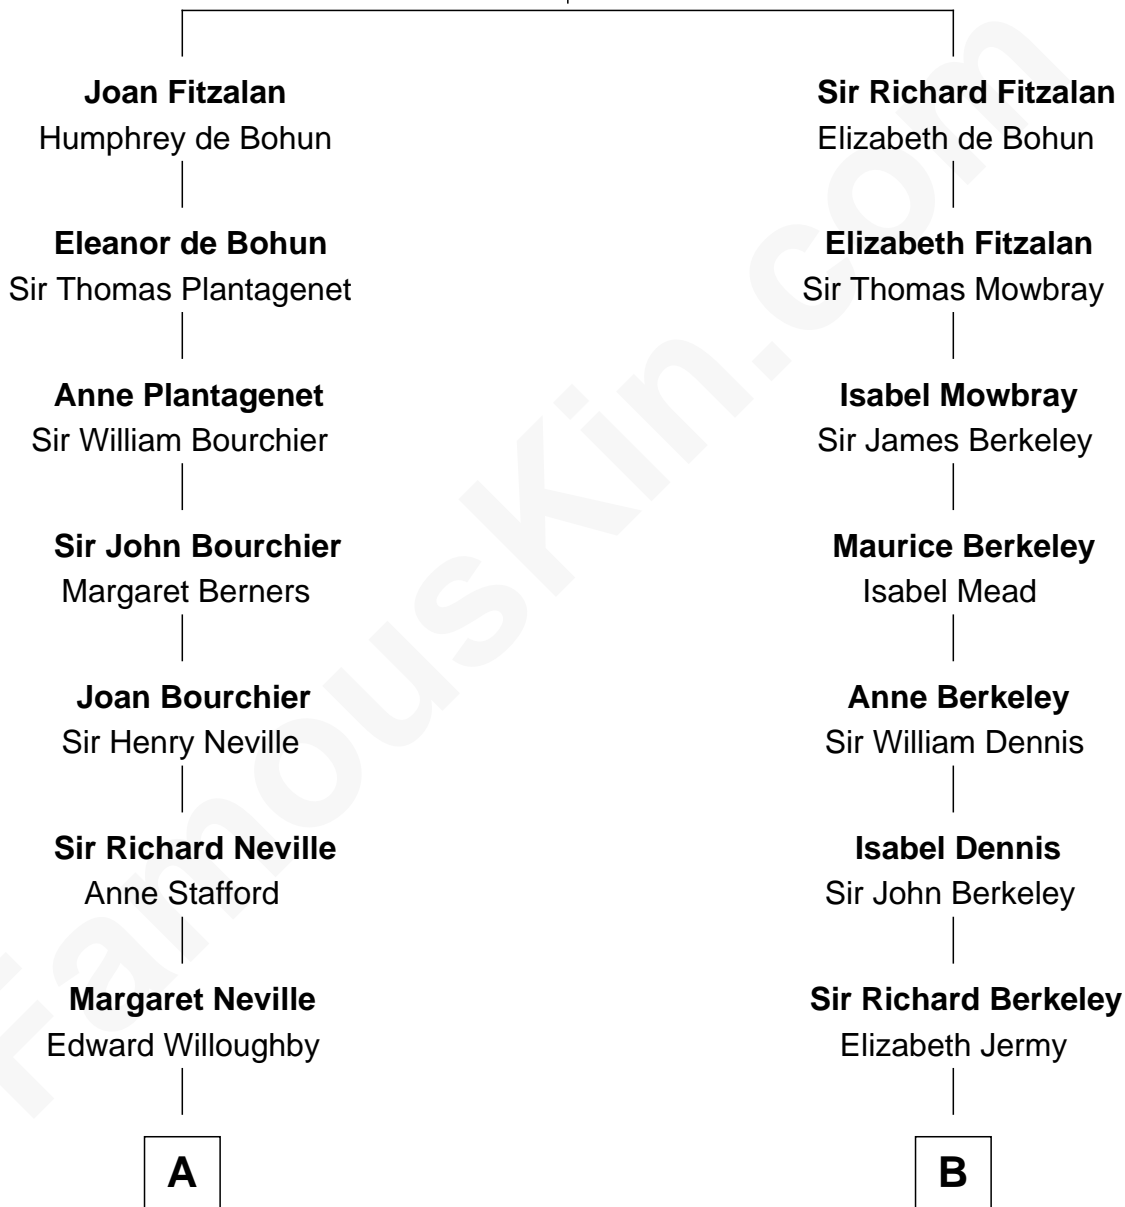 Joan Fitzalan
Humphrey de Bohun
Sir Richard Fitzalan
Elizabeth de Bohun
Eleanor de Bohun
Sir Thomas Plantagenet
Elizabeth Fitzalan
Sir Thomas Mowbray
Anne Plantagenet
Sir William Bourchier
Isabel Mowbray
Sir James Berkeley
Sir John Bourchier
Margaret Berners
Maurice Berkeley
Isabel Mead
Joan Bourchier
Sir Henry Neville
Anne Berkeley
Sir William Dennis
Sir Richard Neville
Anne Stafford
Isabel Dennis
Sir John Berkeley
Margaret Neville
Edward Willoughby
Sir Richard Berkeley
Elizabeth Jermy
A
B
FamousKin.com